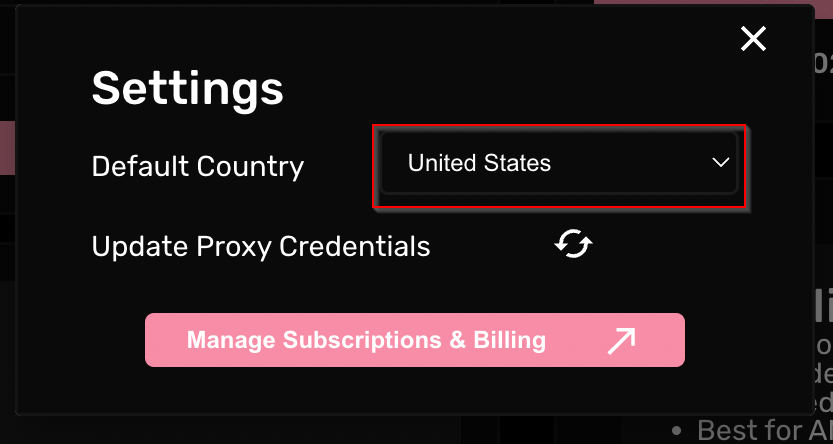 Settings
Default Country
United States
Update Proxy Credentials
Manage Subscriptions & Billing
Best for